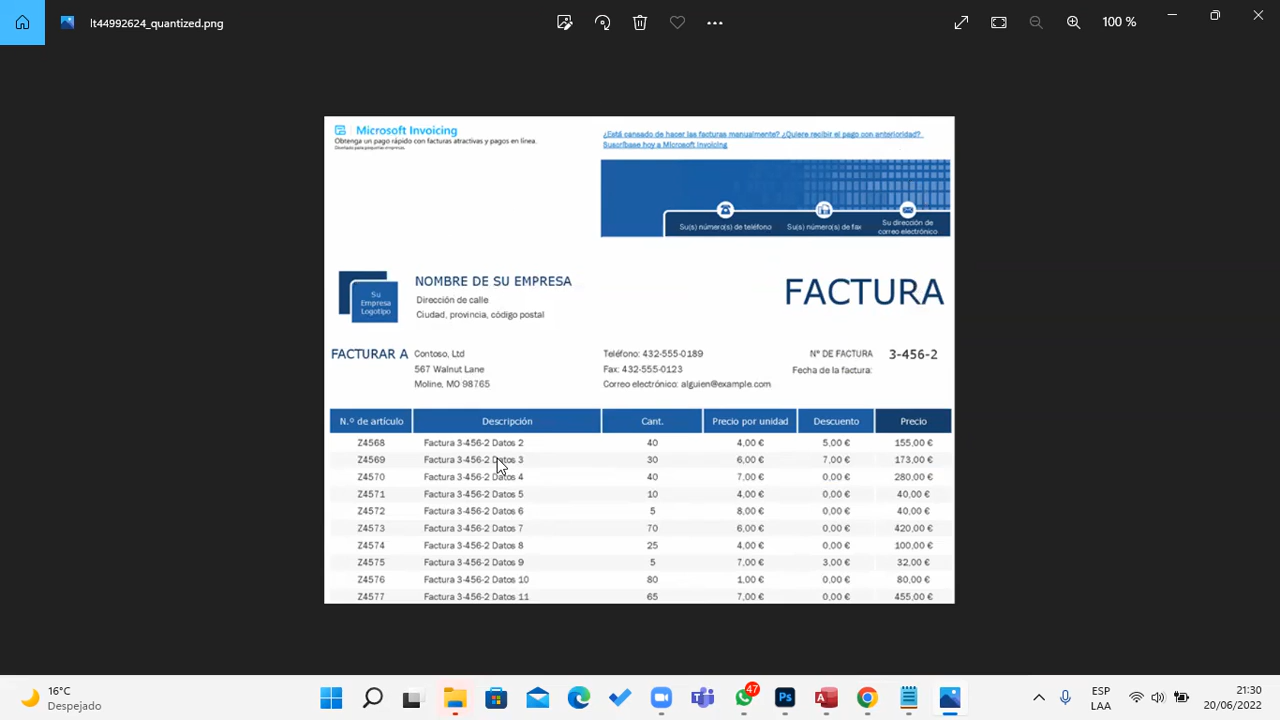 lt44992624_quantized.png
100 %
Microsoft Invoicing
Obtenga un pago rápido con facturas atractivas y pagos en línea.
Diseñado para pequeñas empresas.
¿Está cansado de hacer las facturas manualmente? ¿Quiere recibir el pago con anterioridad?
Suscríbase hoy a Microsoft Invoicing
Su(s) número(s) de teléfono
Su(s) número(s) de fax
Su dirección de
correo electrónico
Su
Empresa
Logotipo
NOMBRE DE SU EMPRESA
Dirección de calle
Ciudad, provincia, código postal
FACTURA
FACTURAR A Contoso, Ltd Teléfono: 432-555-0189 N° DE FACTURA 3-456-2
567 Walnut Lane Fax: 432-555-0123 Fecha de la factura:
Moline, MO 98765 Correo electrónico: alguien@example.com
N.º de artículo Descripción Cant. Precio por unidad Descuento Precio
Z4568 Factura 3-456-2 Datos 2 40 4,00 € 5,00 € 155,00 €
Z4569 Factura 3-456-2 Datos 3 30 6,00 € 7,00 € 173,00 €
Z4570 Factura 3-456-2 Datos 4 40 7,00 € 0,00 € 280,00 €
Z4571 Factura 3-456-2 Datos 5 10 4,00 € 0,00 € 40,00 €
Z4572 Factura 3-456-2 Datos 6 5 8,00 € 0,00 € 40,00 €
Z4573 Factura 3-456-2 Datos 7 70 6,00 € 0,00 € 420,00 €
Z4574 Factura 3-456-2 Datos 8 25 4,00 € 0,00 € 100,00 €
Z4575 Factura 3-456-2 Datos 9 5 7,00 € 3,00 € 32,00 €
Z4576 Factura 3-456-2 Datos 10 80 1,00 € 0,00 € 80,00 €
Z4577 Factura 3-456-2 Datos 11 65 7,00 € 0,00 € 455,00 €
16°C
Despejado
47
Ps
LAA
21:30
20/06/2022